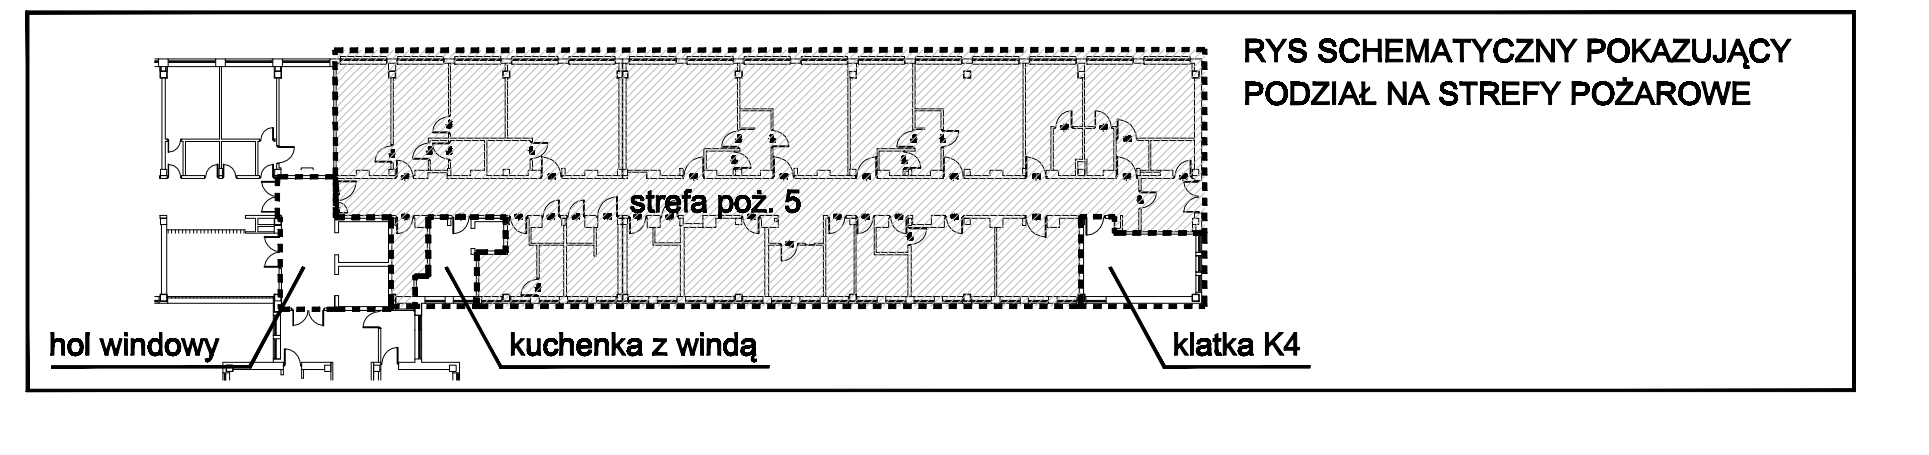 RYS SCHEMATYCZNY POKAZUJĄCY
PODZIAŁ NA STREFY POŻAROWE
strefa poż. 5
hol windowy
kuchenka z windą
klatka K4